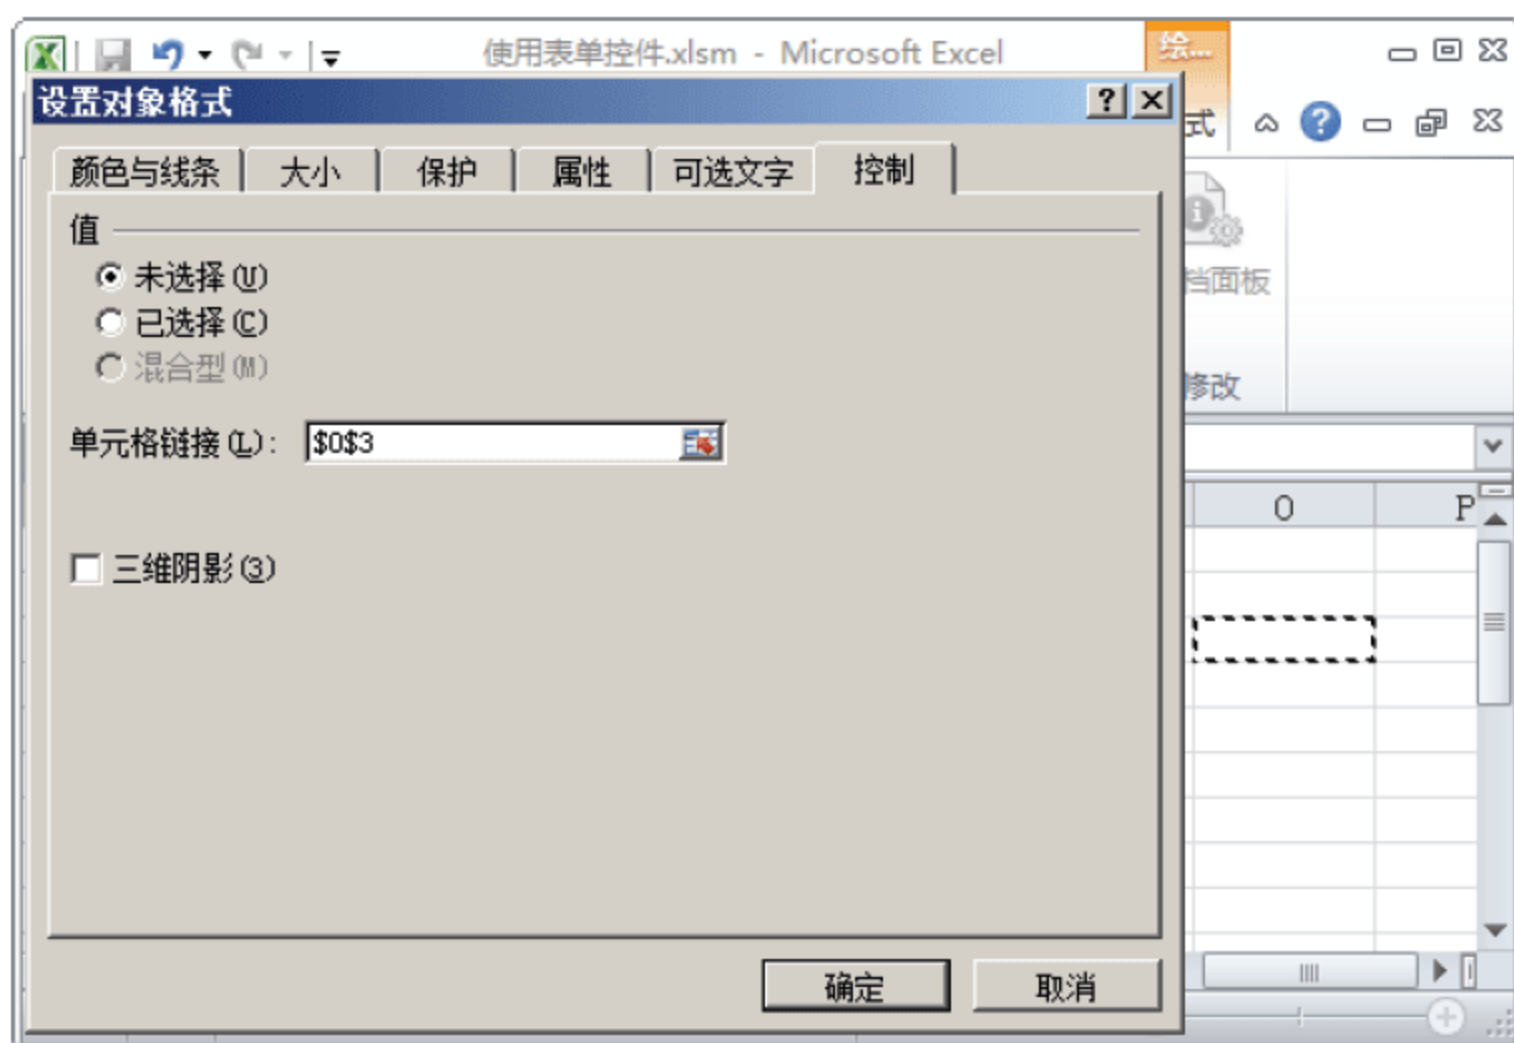 使用表单控件.xlsm - Microsoft Excel
绘...
设置对象格式
式
颜色与线条
大小
保护
属性
可选文字
控制
值
未选择(U)
已选择(C)
混合型(M)
档面板
修改
单元格链接(L): $O$3
O
P
三维阴影(3)
确定
取消